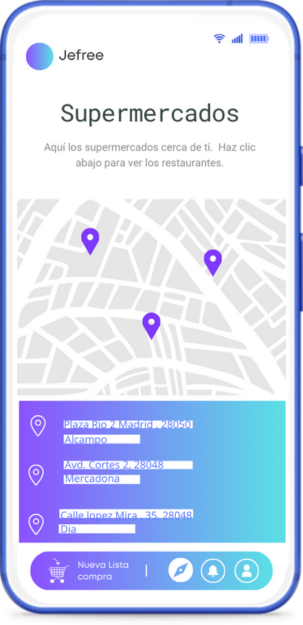 Jefree
Supermercados
Aquí los supermercados cerca de tí. Haz clic
abajo para ver los restaurantes.
Plaza Rio 2 Madrid , 28050
Alcampo
Avd. Cortes 2, 28048
Mercadona
Calle lopez Mira , 35, 28048
Dia
Nueva Lista
compra